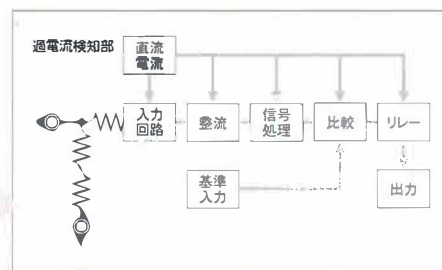 過電流検知部
直流
電流
入力
回路
整流
信号
処理
比較
リレー
基準
入力
出力